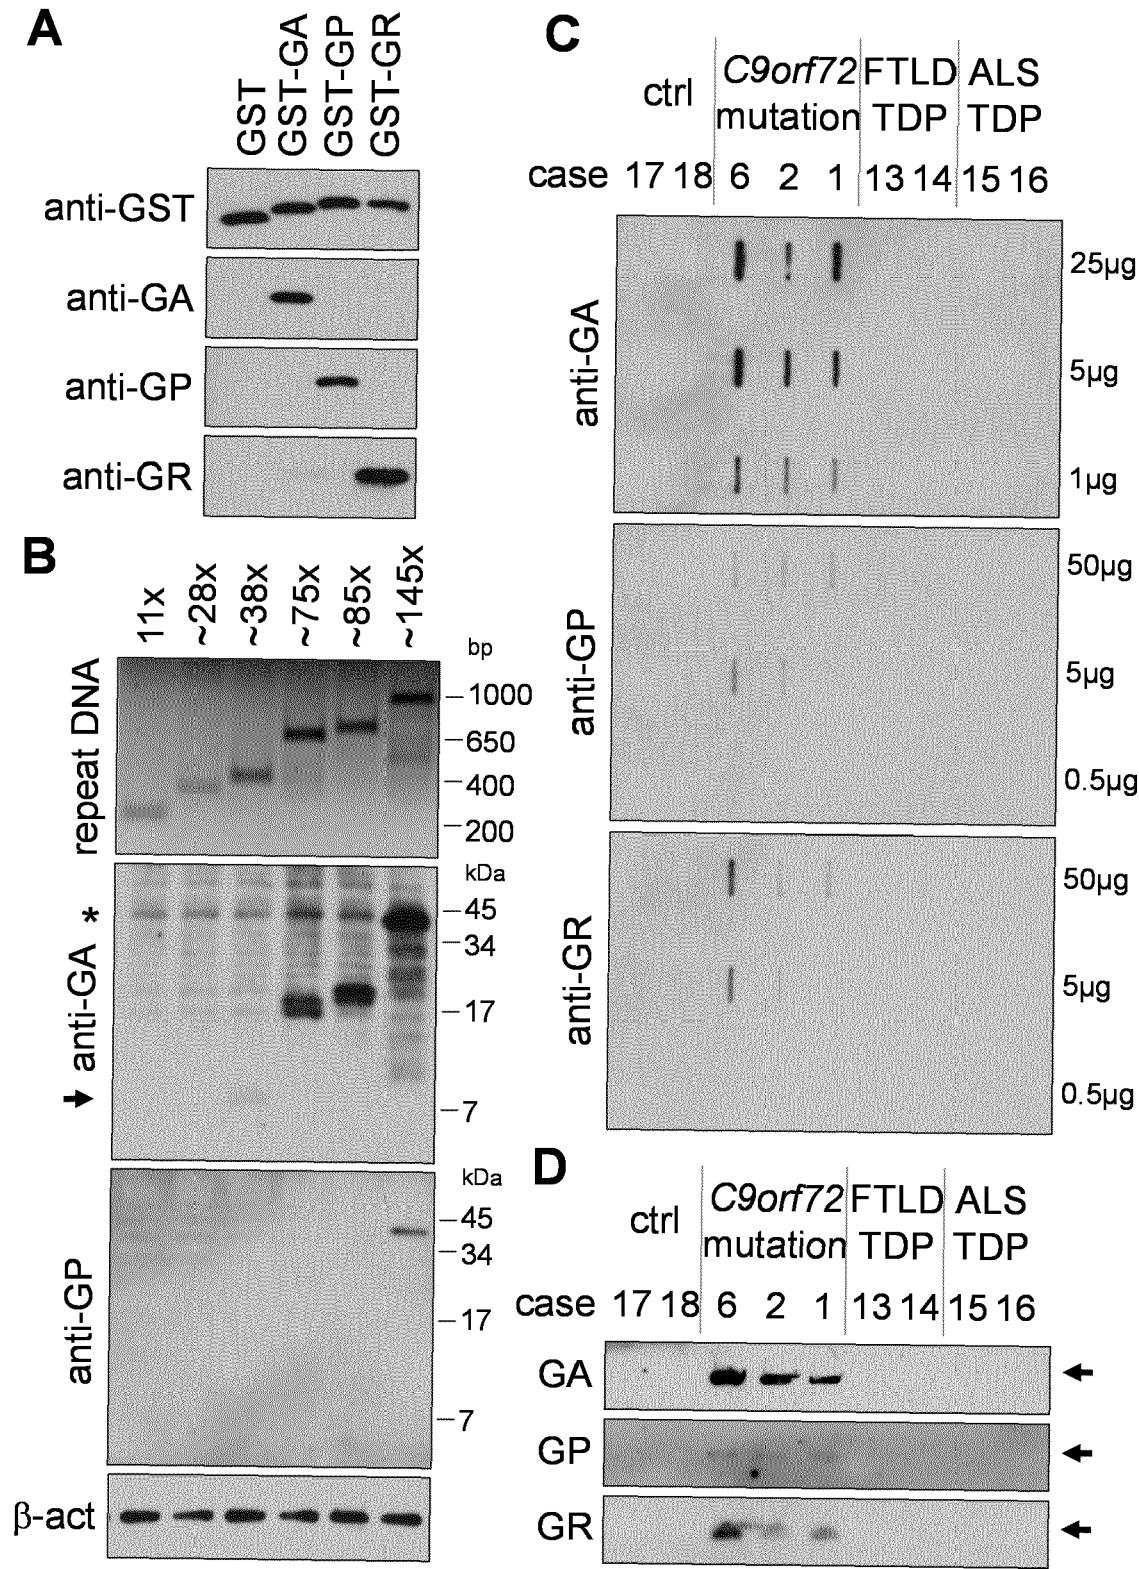 A
GST
GST-GA
GST-GP
GST-GR
anti-GST
anti-GA
anti-GP
anti-GR
B
11x
~28x
~38x
~75x
~85x
~145x
repeat DNA
bp
1000
650
400
200
anti-GA *
kDa
45
34
17
7
anti-GP
kDa
45
34
17
7
β-act
C
ctrl
C9orf72 mutation
FTLD TDP
ALS TDP
case 17 18 6 2 1 13 14 15 16
anti-GA
25µg
5µg
1µg
anti-GP
50µg
5µg
0.5µg
anti-GR
50µg
5µg
0.5µg
D
ctrl
C9orf72 mutation
FTLD TDP
ALS TDP
case 17 18 6 2 1 13 14 15 16
GA
GP
GR